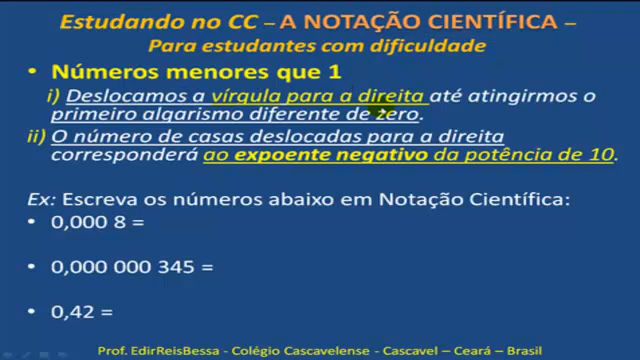 Estudando no CC – A NOTAÇÃO CIENTÍFICA –
Para estudantes com dificuldade
• Números menores que 1
i) Deslocamos a vírgula para a direita até atingirmos o
primeiro algarismo diferente de zero.
ii) O número de casas deslocadas para a direita
corresponderá ao expoente negativo da potência de 10.
Ex: Escreva os números abaixo em Notação Científica:
• 0,000 8 =
• 0,000 000 345 =
• 0,42 =
Prof. EdirReisBessa - Colégio Cascavelense - Cascavel – Ceará – Brasil